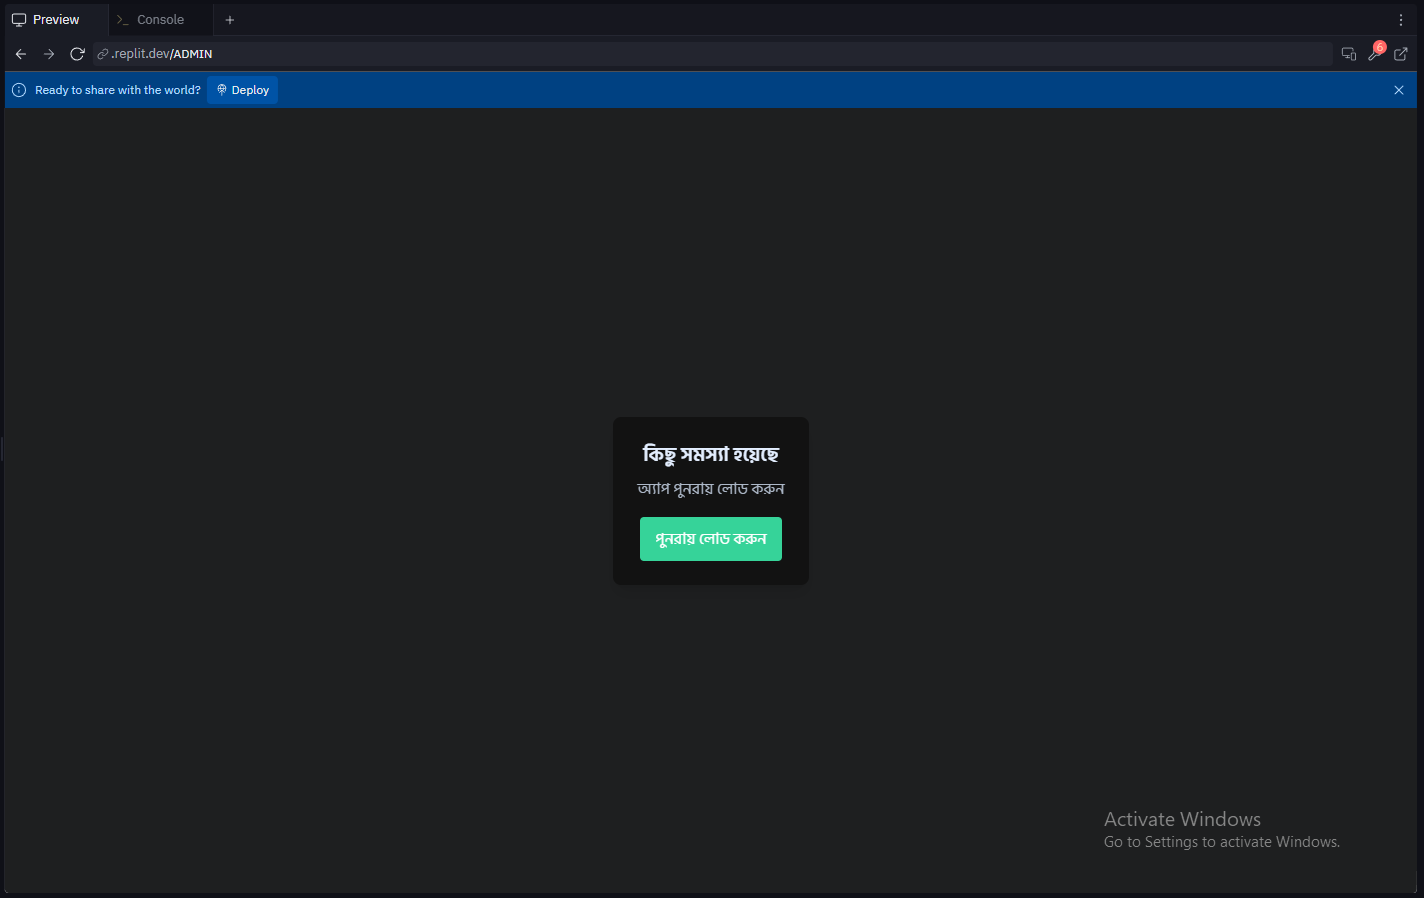 Preview
Console
.replit.dev/ADMIN
6
Ready to share with the world?
Deploy
কিছু সমস্যা হয়েছে
অ্যাপ পুনরায় লোড করুন
পুনরায় লোড করুন
Activate Windows
Go to Settings to activate Windows.